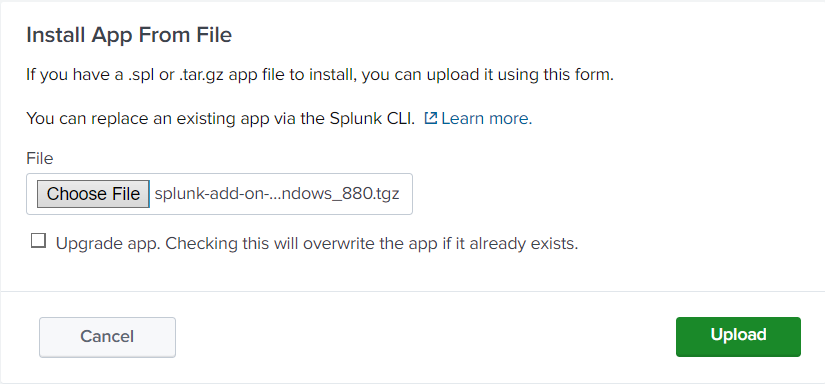 Install App From File
If you have a .spl or .tar.gz app file to install, you can upload it using this form.
You can replace an existing app via the Splunk CLI. Learn more.
File
Choose File splunk-add-on-...ndows_880.tgz
Upgrade app. Checking this will overwrite the app if it already exists.
Cancel Upload